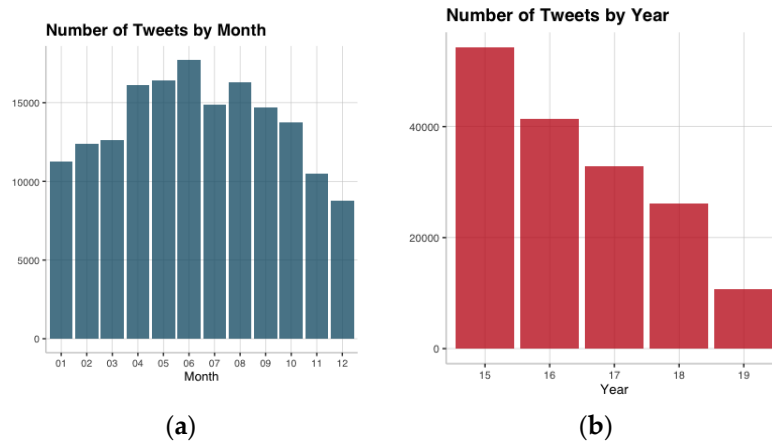 Number of Tweets by Month
15000
10000
5000
0
01 02 03 04 05 06 07 08 09 10 11 12
Month
(a)
Number of Tweets by Year
40000
20000
0
15 16 17 18 19
Year
(b)